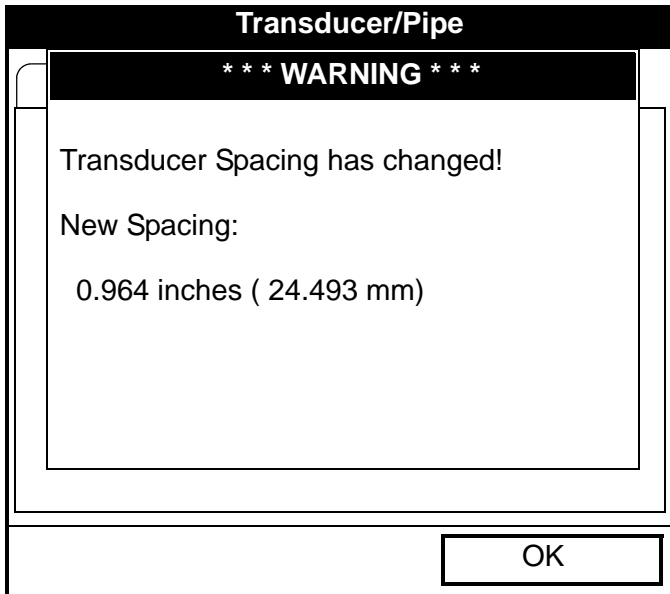 Transducer/Pipe
* * * WARNING * * *
Transducer Spacing has changed!
New Spacing:
0.964 inches ( 24.493 mm)
OK